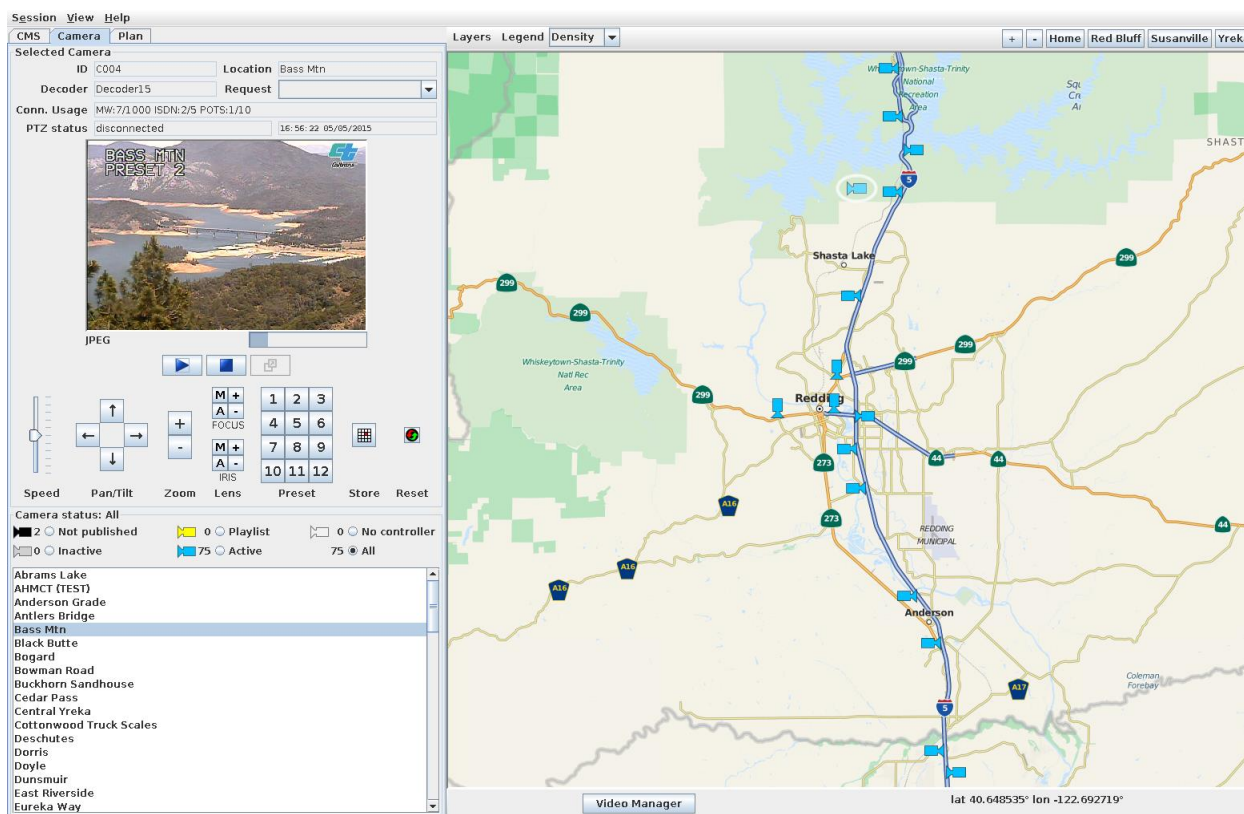 Session View Help
CMS Camera Plan
Selected Camera
ID C004 Location Bass Mtn
Decoder Decoder15 Request
Conn. Usage MW:7/1000 ISDN:2/5 POTS:1/10
PTZ status disconnected 16:56:22 05/05/2015
BASS MTN
PRESET 2
Caltrans
JPEG
M + 1 2 3
A - 4 5 6
FOCUS
+ - 
M + 7 8 9
A - 10 11 12
IRIS
Speed Pan/Tilt Zoom Lens Preset Store Reset
Camera status: All
2 Not published 0 Playlist 0 No controller
0 Inactive 75 Active 75 All
Abrams Lake
AHMCT (TEST)
Anderson Grade
Antlers Bridge
Bass Mtn
Black Butte
Bogard
Bowman Road
Buckhorn Sandhouse
Cedar Pass
Central Yreka
Cottonwood Truck Scales
Deschutes
Dorris
Doyle
Dunsmuir
East Riverside
Eureka Way
Layers Legend Density + - Home Red Bluff Susanville Yreka
Whiskeytown-Shasta-Trinity
National
Recreation
Area
SHAST
5
Shasta Lake
299
299
299
299
299
299
Whiskeytown-Shasta-Trinity
Natl Rec
Area
Redding
273
44
44
A16
273
44
REDDING
MUNICIPAL
A16
A16
Anderson
Coleman
Forebay
A17
5
Video Manager
lat 40.648535° lon -122.692719°